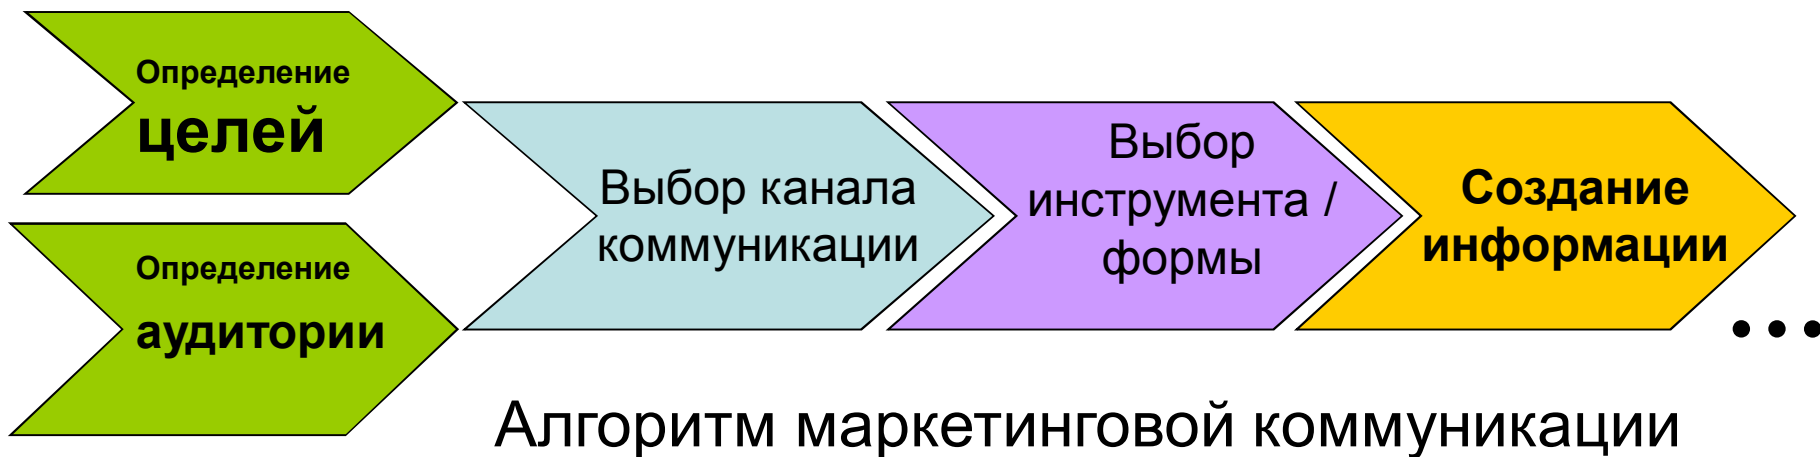 Определение
целей
Определение
аудитории
Выбор канала
коммуникации
Выбор
инструмента /
формы
Создание
информации
...
Алгоритм маркетинговой коммуникации